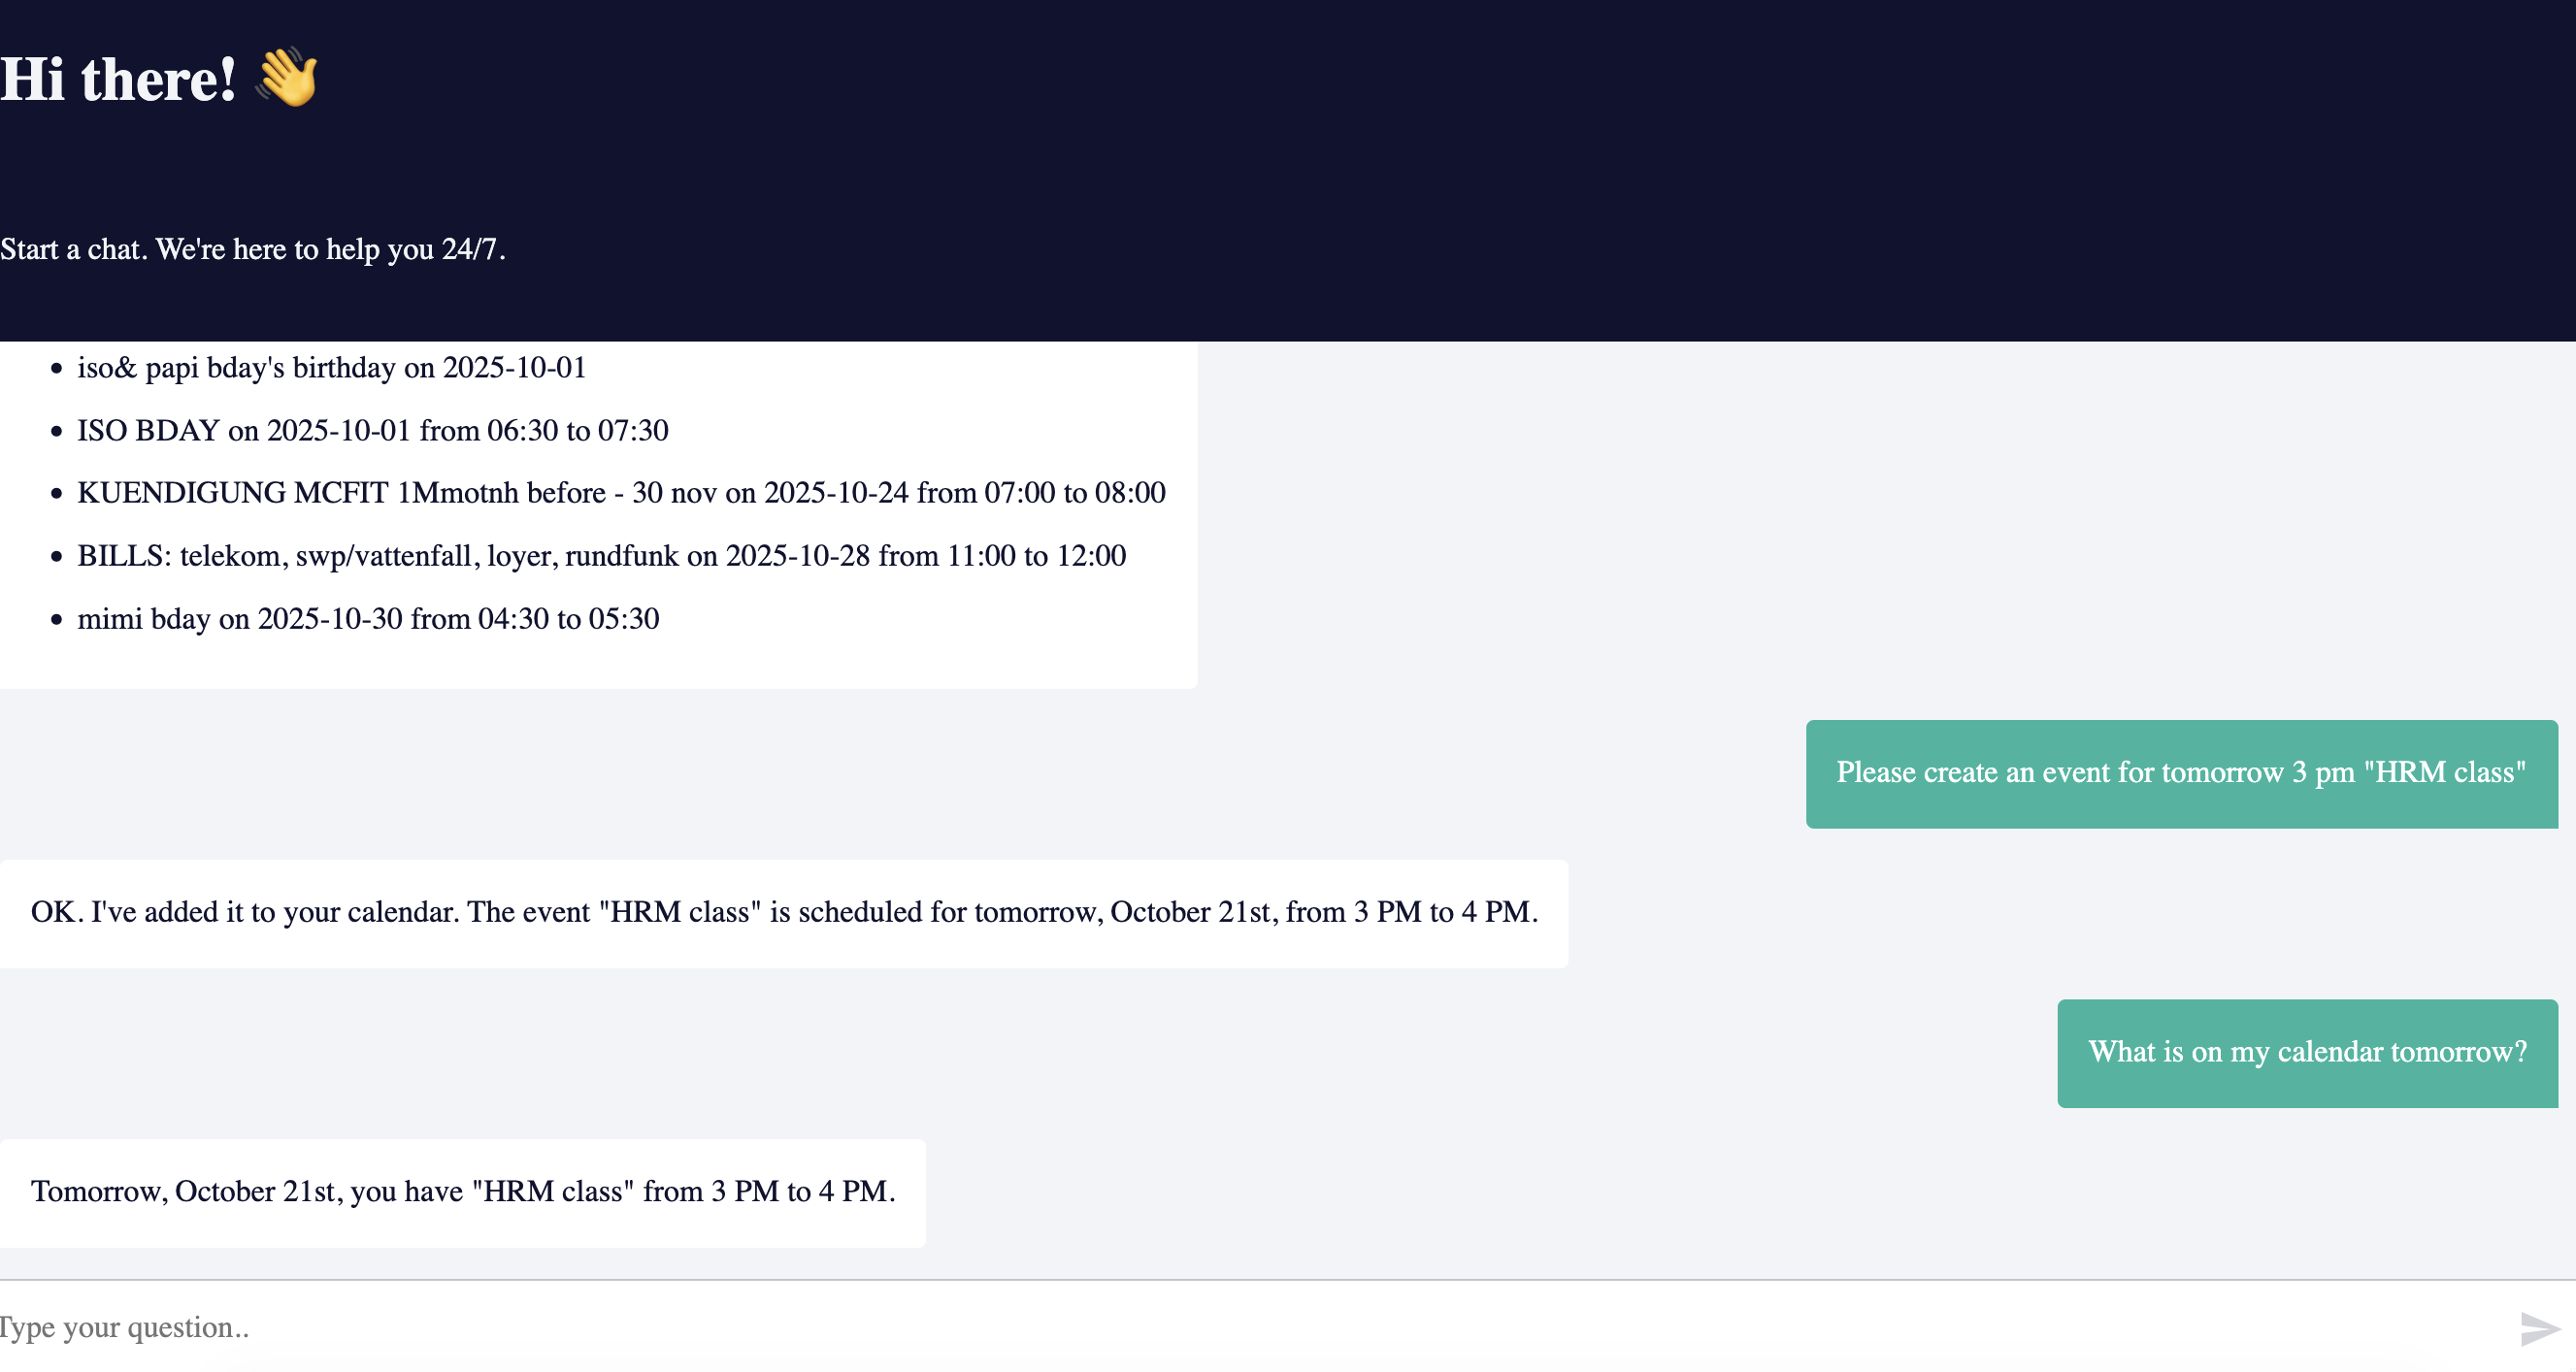 Hi there! 👋
Start a chat. We're here to help you 24/7.
• iso& papi bday's birthday on 2025-10-01
• ISO BDAY on 2025-10-01 from 06:30 to 07:30
• KUENDIGUNG MCFIT 1Mmotnh before - 30 nov on 2025-10-24 from 07:00 to 08:00
• BILLS: telekom, swp/vattenfall, loyer, rundfunk on 2025-10-28 from 11:00 to 12:00
• mimi bday on 2025-10-30 from 04:30 to 05:30
Please create an event for tomorrow 3 pm "HRM class"
OK. I've added it to your calendar. The event "HRM class" is scheduled for tomorrow, October 21st, from 3 PM to 4 PM.
What is on my calendar tomorrow?
Tomorrow, October 21st, you have "HRM class" from 3 PM to 4 PM.
Type your question..